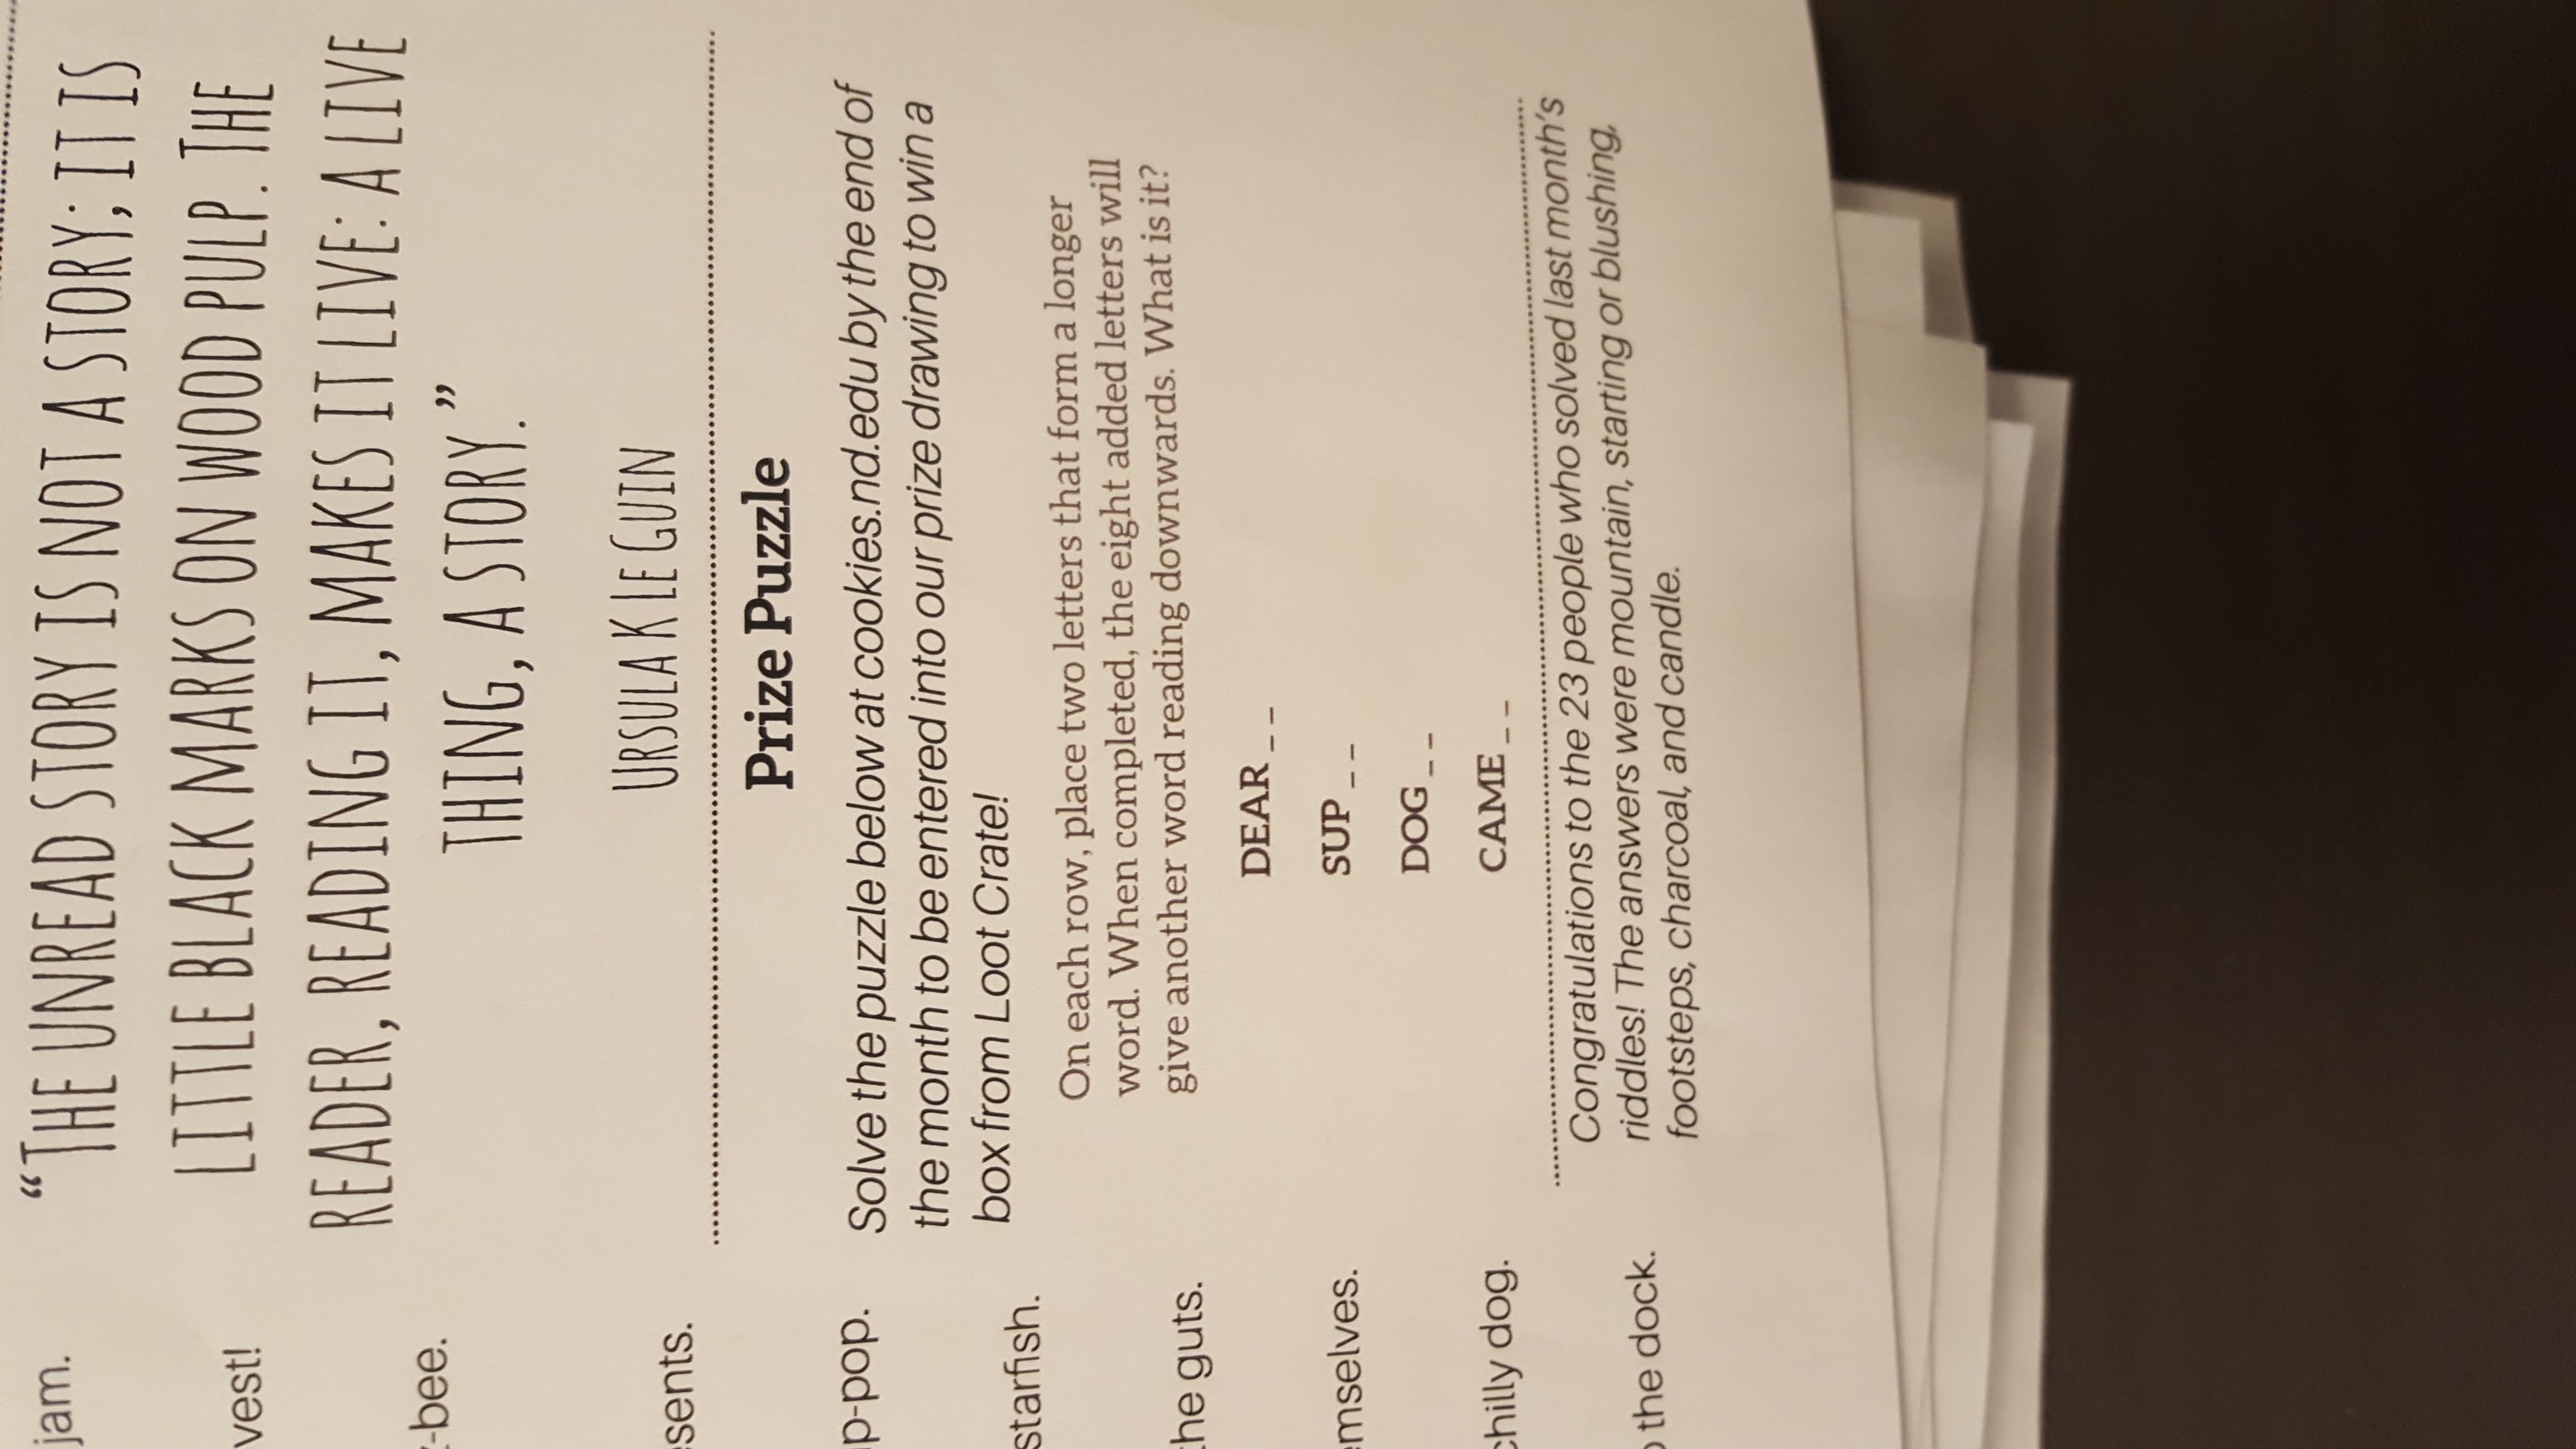 jam.
vest!
-bee.
sents.
p-pop.
starfish.
he guts.
mselves.
chilly dog.
the dock.
“THE UNREAD STORY IS NOT A STORY; IT IS
LITTLE BLACK MARKS ON WOOD PULP. THE
READER, READING IT, MAKES IT LIVE: A LIVE
THING, A STORY.”
URSULA K LE GUIN
Prize Puzzle
Solve the puzzle below at cookies.nd.edu by the end of
the month to be entered into our prize drawing to win a
box from Loot Crate!
On each row, place two letters that form a longer
word. When completed, the eight added letters will
give another word reading downwards. What is it?
DEAR _ _
SUP _ _
DOG _ _
CAME _ _
Congratulations to the 23 people who solved last month's
riddles! The answers were mountain, starting or blushing,
footsteps, charcoal, and candle.